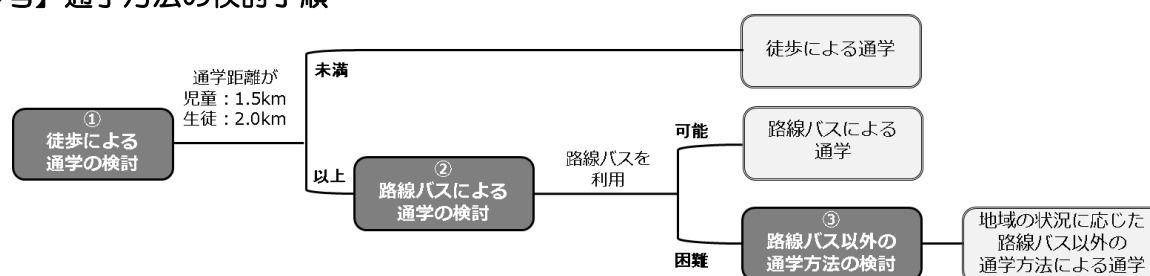 通学方法の検討手順
徒歩による通学
未満
通学距離が
児童：1.5km
生徒：2.0km
①
徒歩による
通学の検討
可能
路線バスによる
通学
以上
②
路線バスによる
通学の検討
路線バスを
利用
困難
③
路線バス以外の
通学方法の検討
地域の状況に応じた
路線バス以外の
通学方法による通学